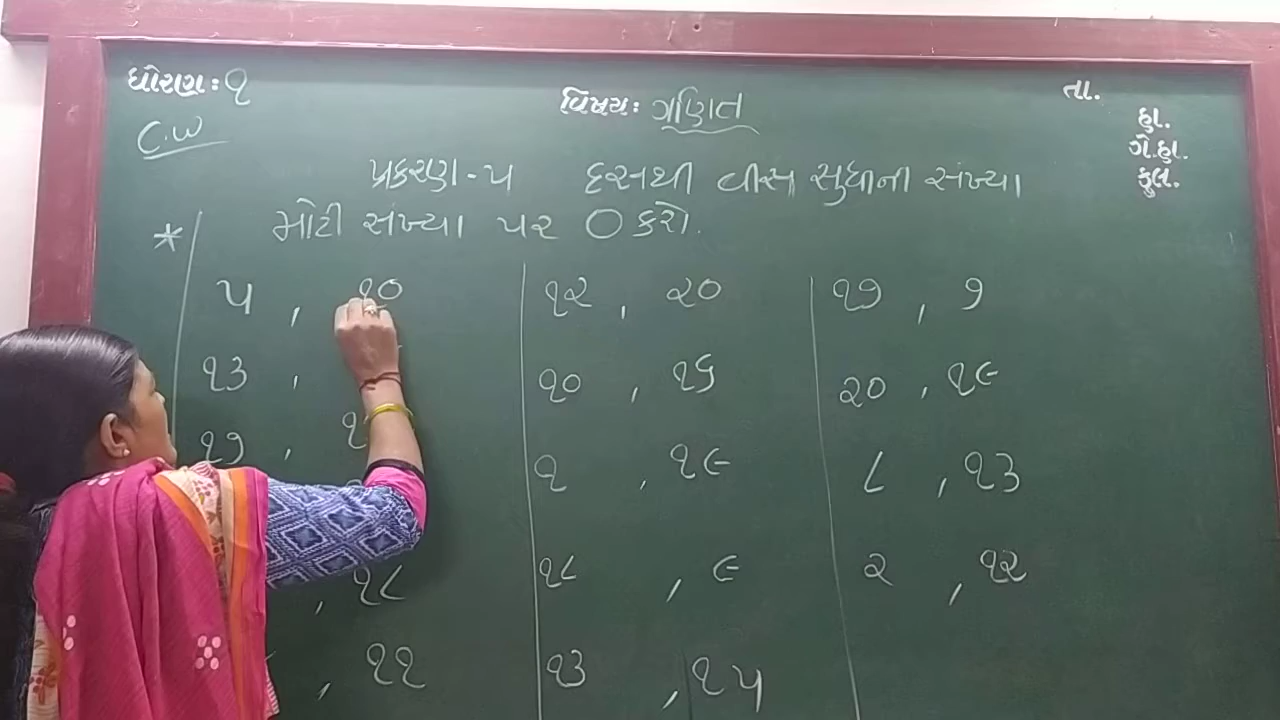 ધોરણ: ૧
વિષય: ગણિત
તા.
C.W
હા.
ગે.હા.
કુલ.
પ્રકરણ-૫ દસથી વીસ સુધાની સંખ્યા
* મોટી સંખ્યા પર O કરો.
૫ , ૧૦
૧૩ ,
૧૭ ,
, ૧૮
, ૧૧
૧૨ , ૨૦
૧૦ , ૧૬
૧ , ૧૯
૧૮ , ૯
૧૩ , ૧૫
૧૭ , ૭
૨૦ , ૧૯
૮ , ૧૩
૨ , ૧૨